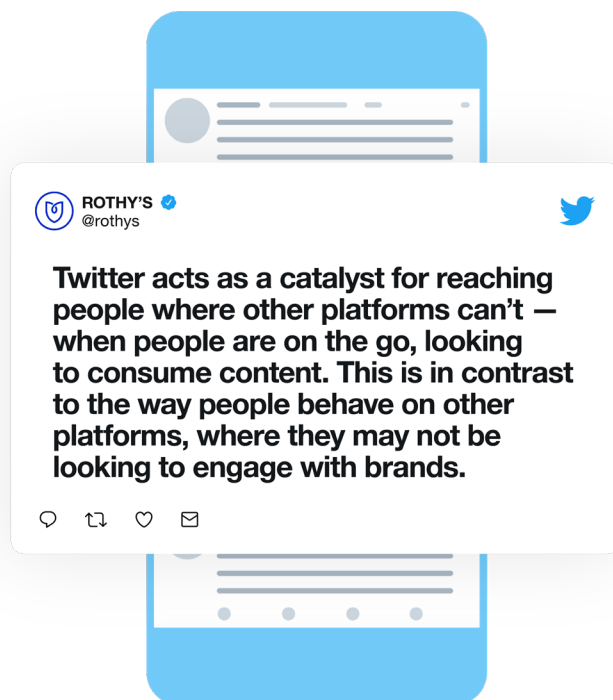 ROTHY'S
@rothys
Twitter acts as a catalyst for reaching
people where other platforms can’t —
when people are on the go, looking
to consume content. This is in contrast
to the way people behave on other
platforms, where they may not be
looking to engage with brands.